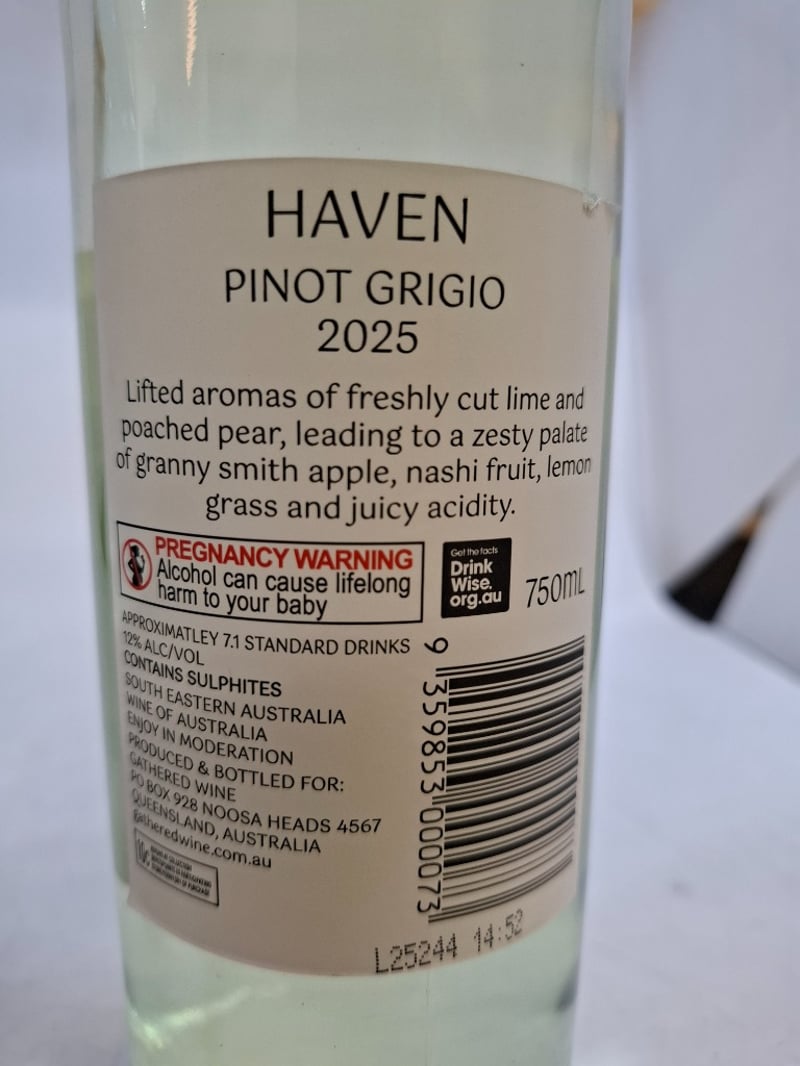 HAVEN
PINOT GRIGIO
2025
Lifted aromas of freshly cut lime and
poached pear, leading to a zesty palate
of granny smith apple, nashi fruit, lemon
grass and juicy acidity.
PREGNANCY WARNING
Alcohol can cause lifelong
harm to your baby
Get the facts
Drink
Wise.
org.au
750mL
APPROXIMATLEY 7.1 STANDARD DRINKS
12% ALC/VOL
CONTAINS SULPHITES
SOUTH EASTERN AUSTRALIA
WINE OF AUSTRALIA
ENJOY IN MODERATION
PRODUCED & BOTTLED FOR:
GATHERED WINE
PO BOX 928 NOOSA HEADS 4567
QUEENSLAND, AUSTRALIA
gatheredwine.com.au
10c
9 359853 000073
L25244 14:52